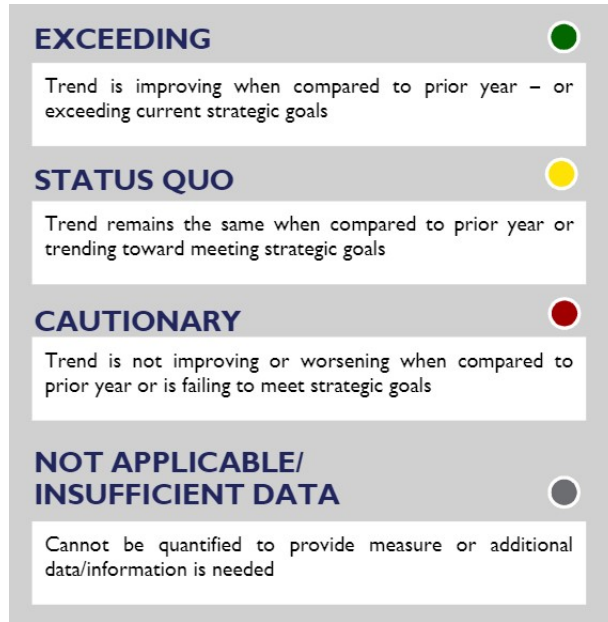 EXCEEDING
Trend is improving when compared to prior year – or
exceeding current strategic goals
STATUS QUO
Trend remains the same when compared to prior year or
trending toward meeting strategic goals
CAUTIONARY
Trend is not improving or worsening when compared to
prior year or is failing to meet strategic goals
NOT APPLICABLE/
INSUFFICIENT DATA
Cannot be quantified to provide measure or additional
data/information is needed